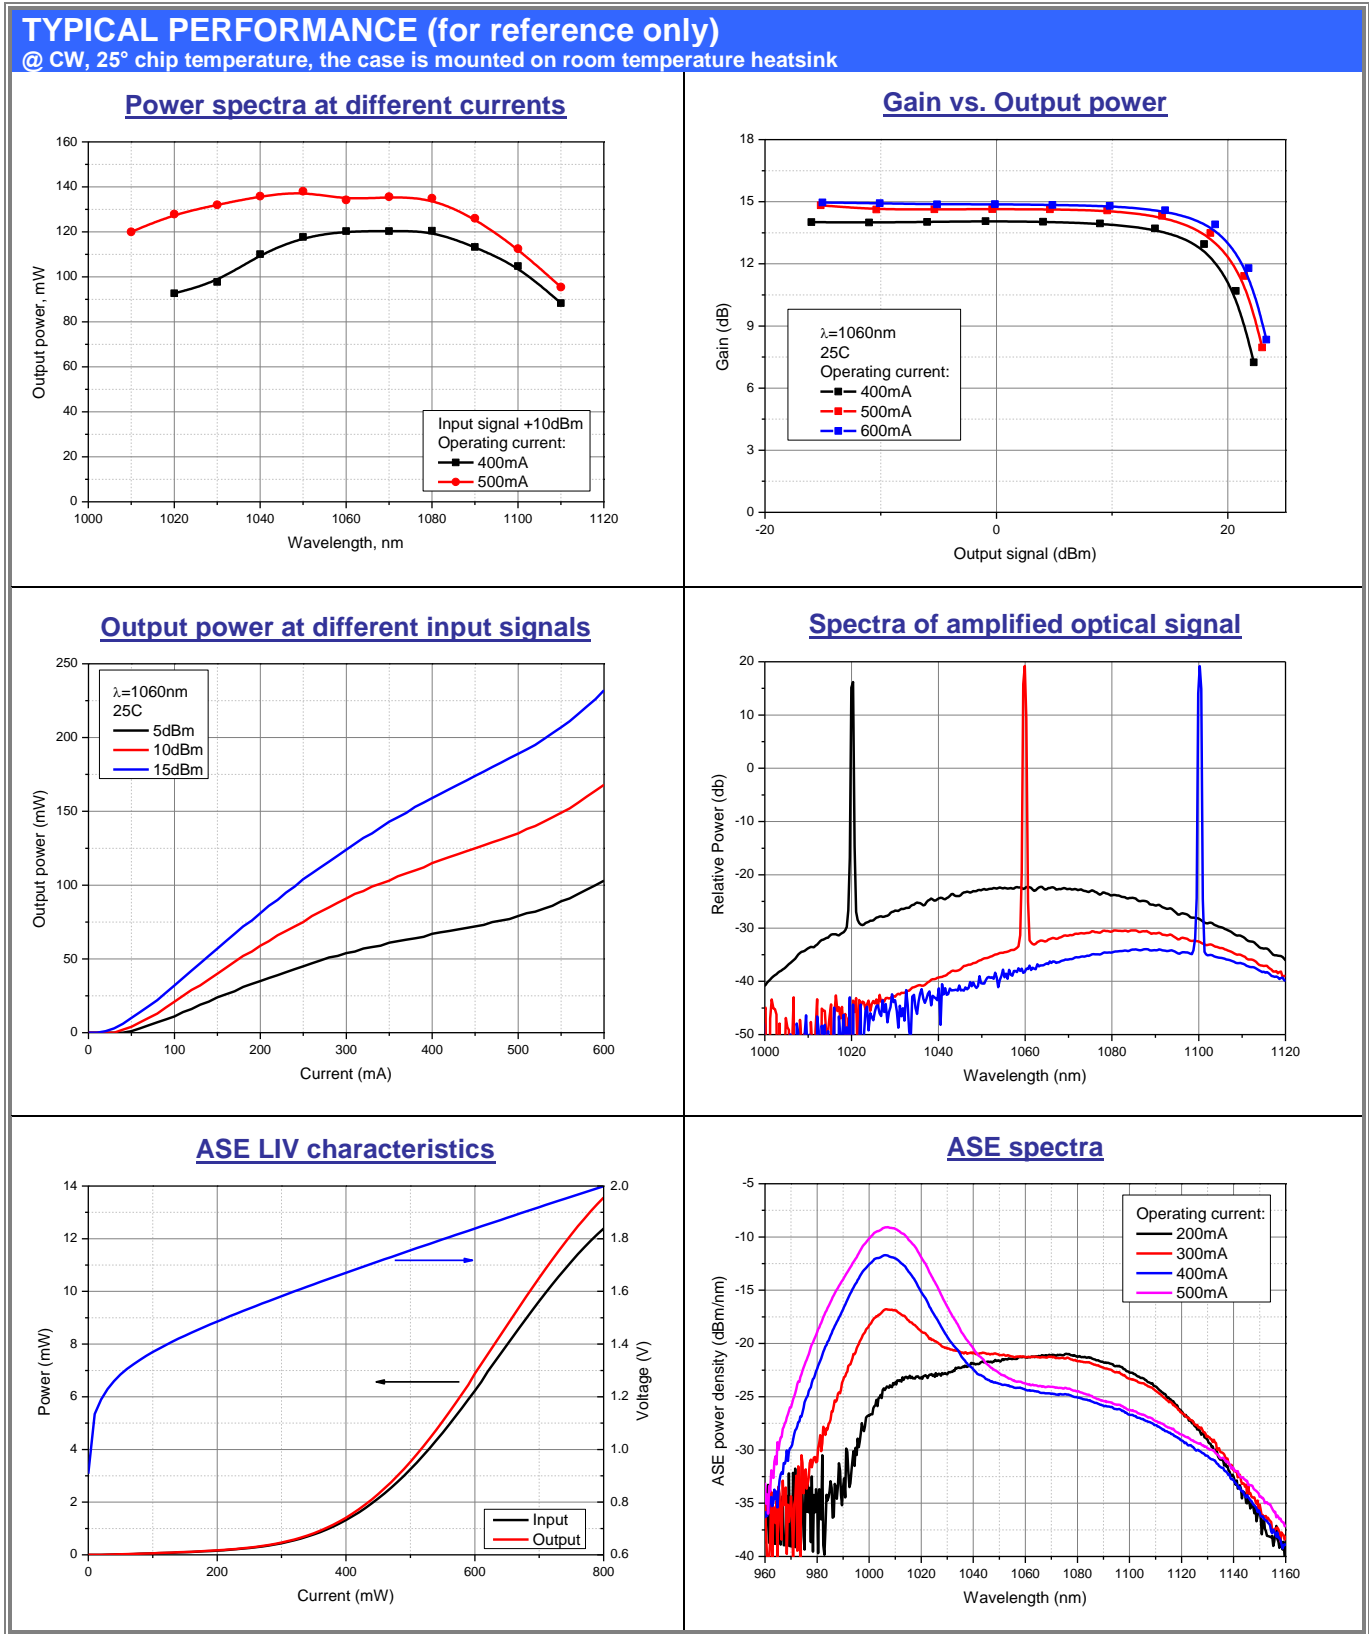 TYPICAL PERFORMANCE (for reference only)
@ CW, 25° chip temperature, the case is mounted on room temperature heatsink
Power spectra at different currents
160
140
120
100
80
60
40
20
0
Output power, mW
Input signal +10dBm
Operating current:
400mA
500mA
1000 1020 1040 1060 1080 1100 1120
Wavelength, nm
Gain vs. Output power
18
15
12
9
6
3
0
Gain (dB)
λ=1060nm
25C
Operating current:
400mA
500mA
600mA
-20 0 20
Output signal (dBm)
Output power at different input signals
250
200
150
100
50
0
Output power (mW)
λ=1060nm
25C
5dBm
10dBm
15dBm
0 100 200 300 400 500 600
Current (mA)
Spectra of amplified optical signal
20
10
0
-10
-20
-30
-40
-50
Relative Power (db)
1000 1020 1040 1060 1080 1100 1120
Wavelength (nm)
ASE LIV characteristics
14
12
10
8
6
4
2
0
Power (mW)
2.0
1.8
1.6
1.4
1.2
1.0
0.8
0.6
Voltage (V)
Input
Output
0 200 400 600 800
Current (mW)
ASE spectra
-5
-10
-15
-20
-25
-30
-35
-40
ASE power density (dBm/nm)
Operating current:
200mA
300mA
400mA
500mA
960 980 1000 1020 1040 1060 1080 1100 1120 1140 1160
Wavelength (nm)